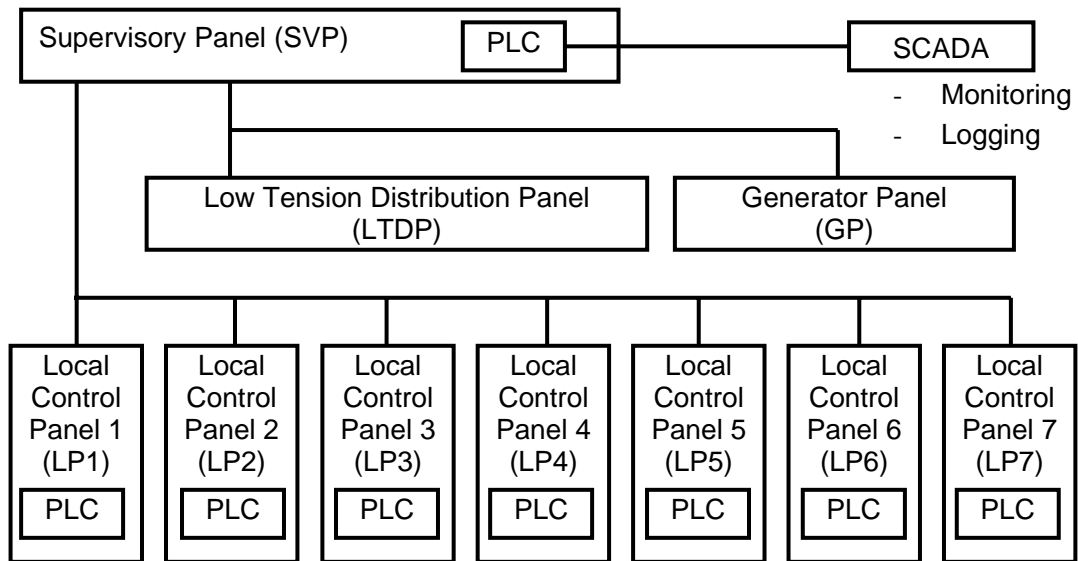 Supervisory Panel (SVP)
PLC
SCADA
- Monitoring
- Logging
Low Tension Distribution Panel
(LTDP)
Generator Panel
(GP)
Local
Control
Panel 1
(LP1)
PLC
Local
Control
Panel 2
(LP2)
PLC
Local
Control
Panel 3
(LP3)
PLC
Local
Control
Panel 4
(LP4)
PLC
Local
Control
Panel 5
(LP5)
PLC
Local
Control
Panel 6
(LP6)
PLC
Local
Control
Panel 7
(LP7)
PLC